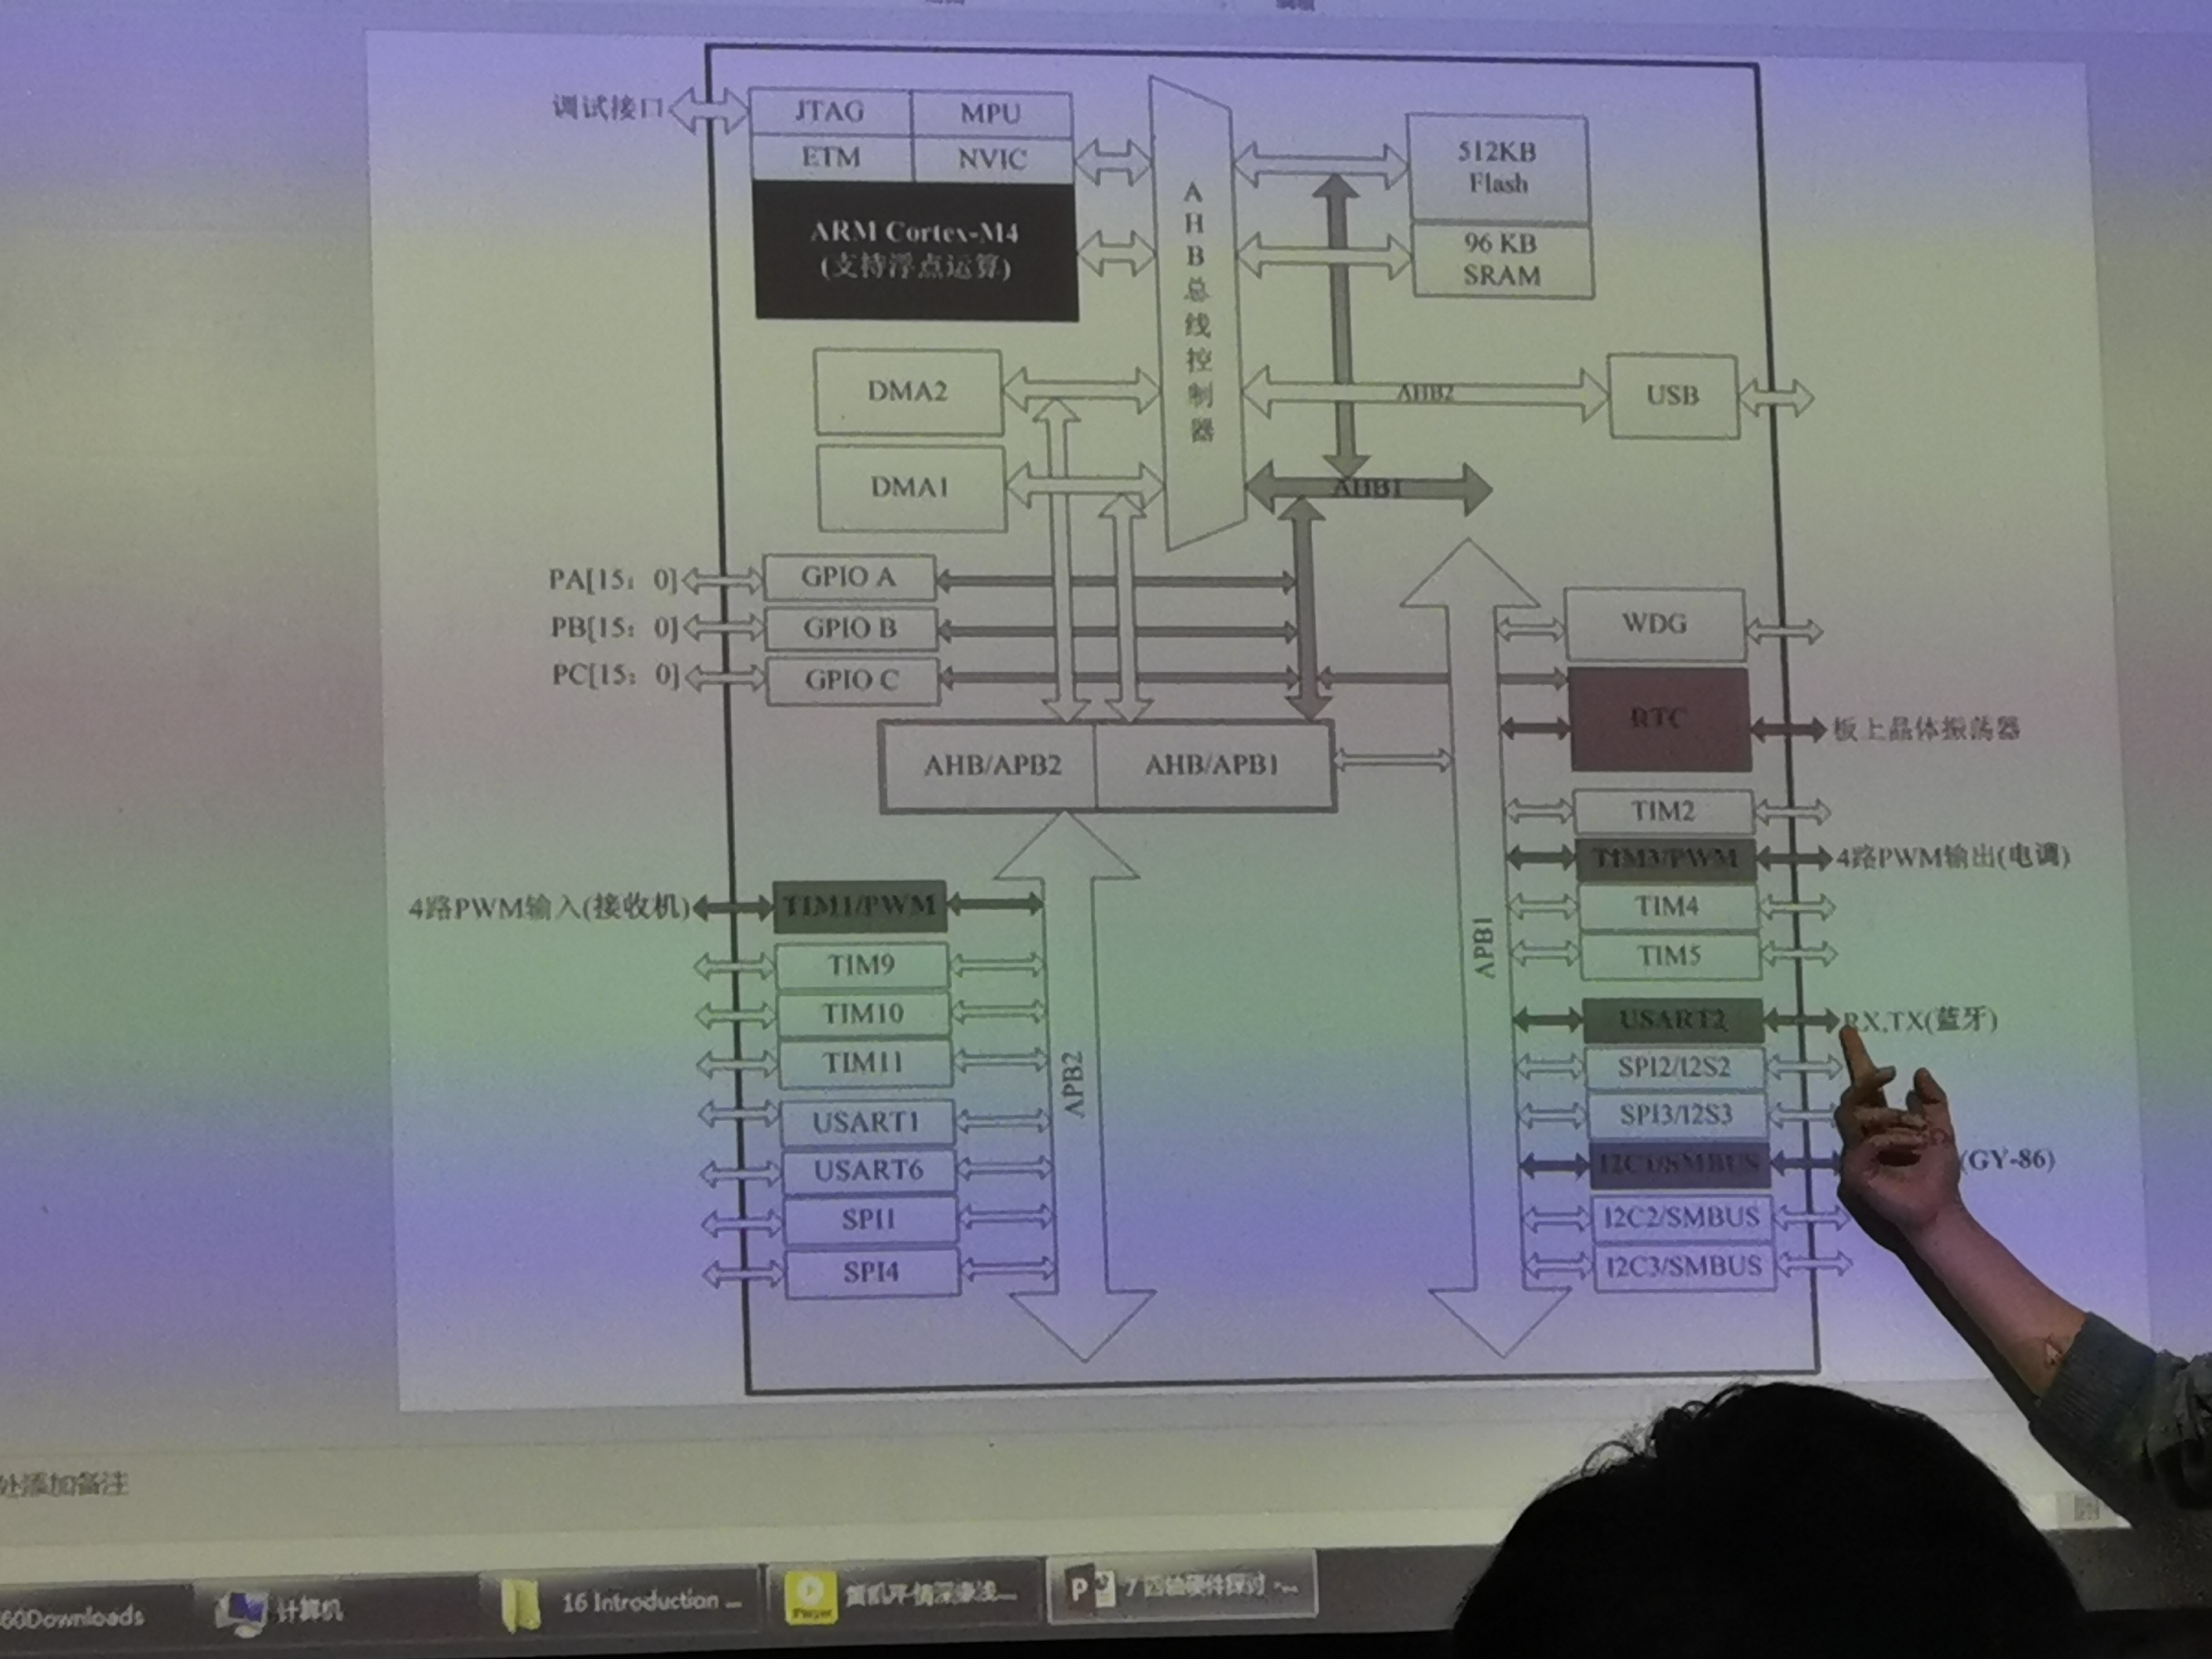 调试接口
JTAG
MPU
ETM
NVIC
ARM Cortex-M4
(支持浮点运算)
AHB总线控制器
512KB
Flash
96 KB
SRAM
DMA2
AHB2
USB
DMA1
AHB1
PA[15：0]
GPIO A
PB[15：0]
GPIO B
PC[15：0]
GPIO C
WDG
RTC
板上晶体振荡器
AHB/APB2
AHB/APB1
TIM2
TIM3/PWM
4路PWM输出(电调)
4路PWM输入(接收机)
TIM1/PWM
TIM4
TIM9
TIM5
APB1
TIM10
USART2
RX,TX(蓝牙)
TIM11
SPI2/I2S2
APB2
USART1
SPI3/I2S3
USART6
I2C1/SMBUS
(GY-86)
SPI1
I2C2/SMBUS
SPI4
I2C3/SMBUS
处添加备注
60Downloads
计算机
16 Introduction ...
7 四轴硬件探讨 -...